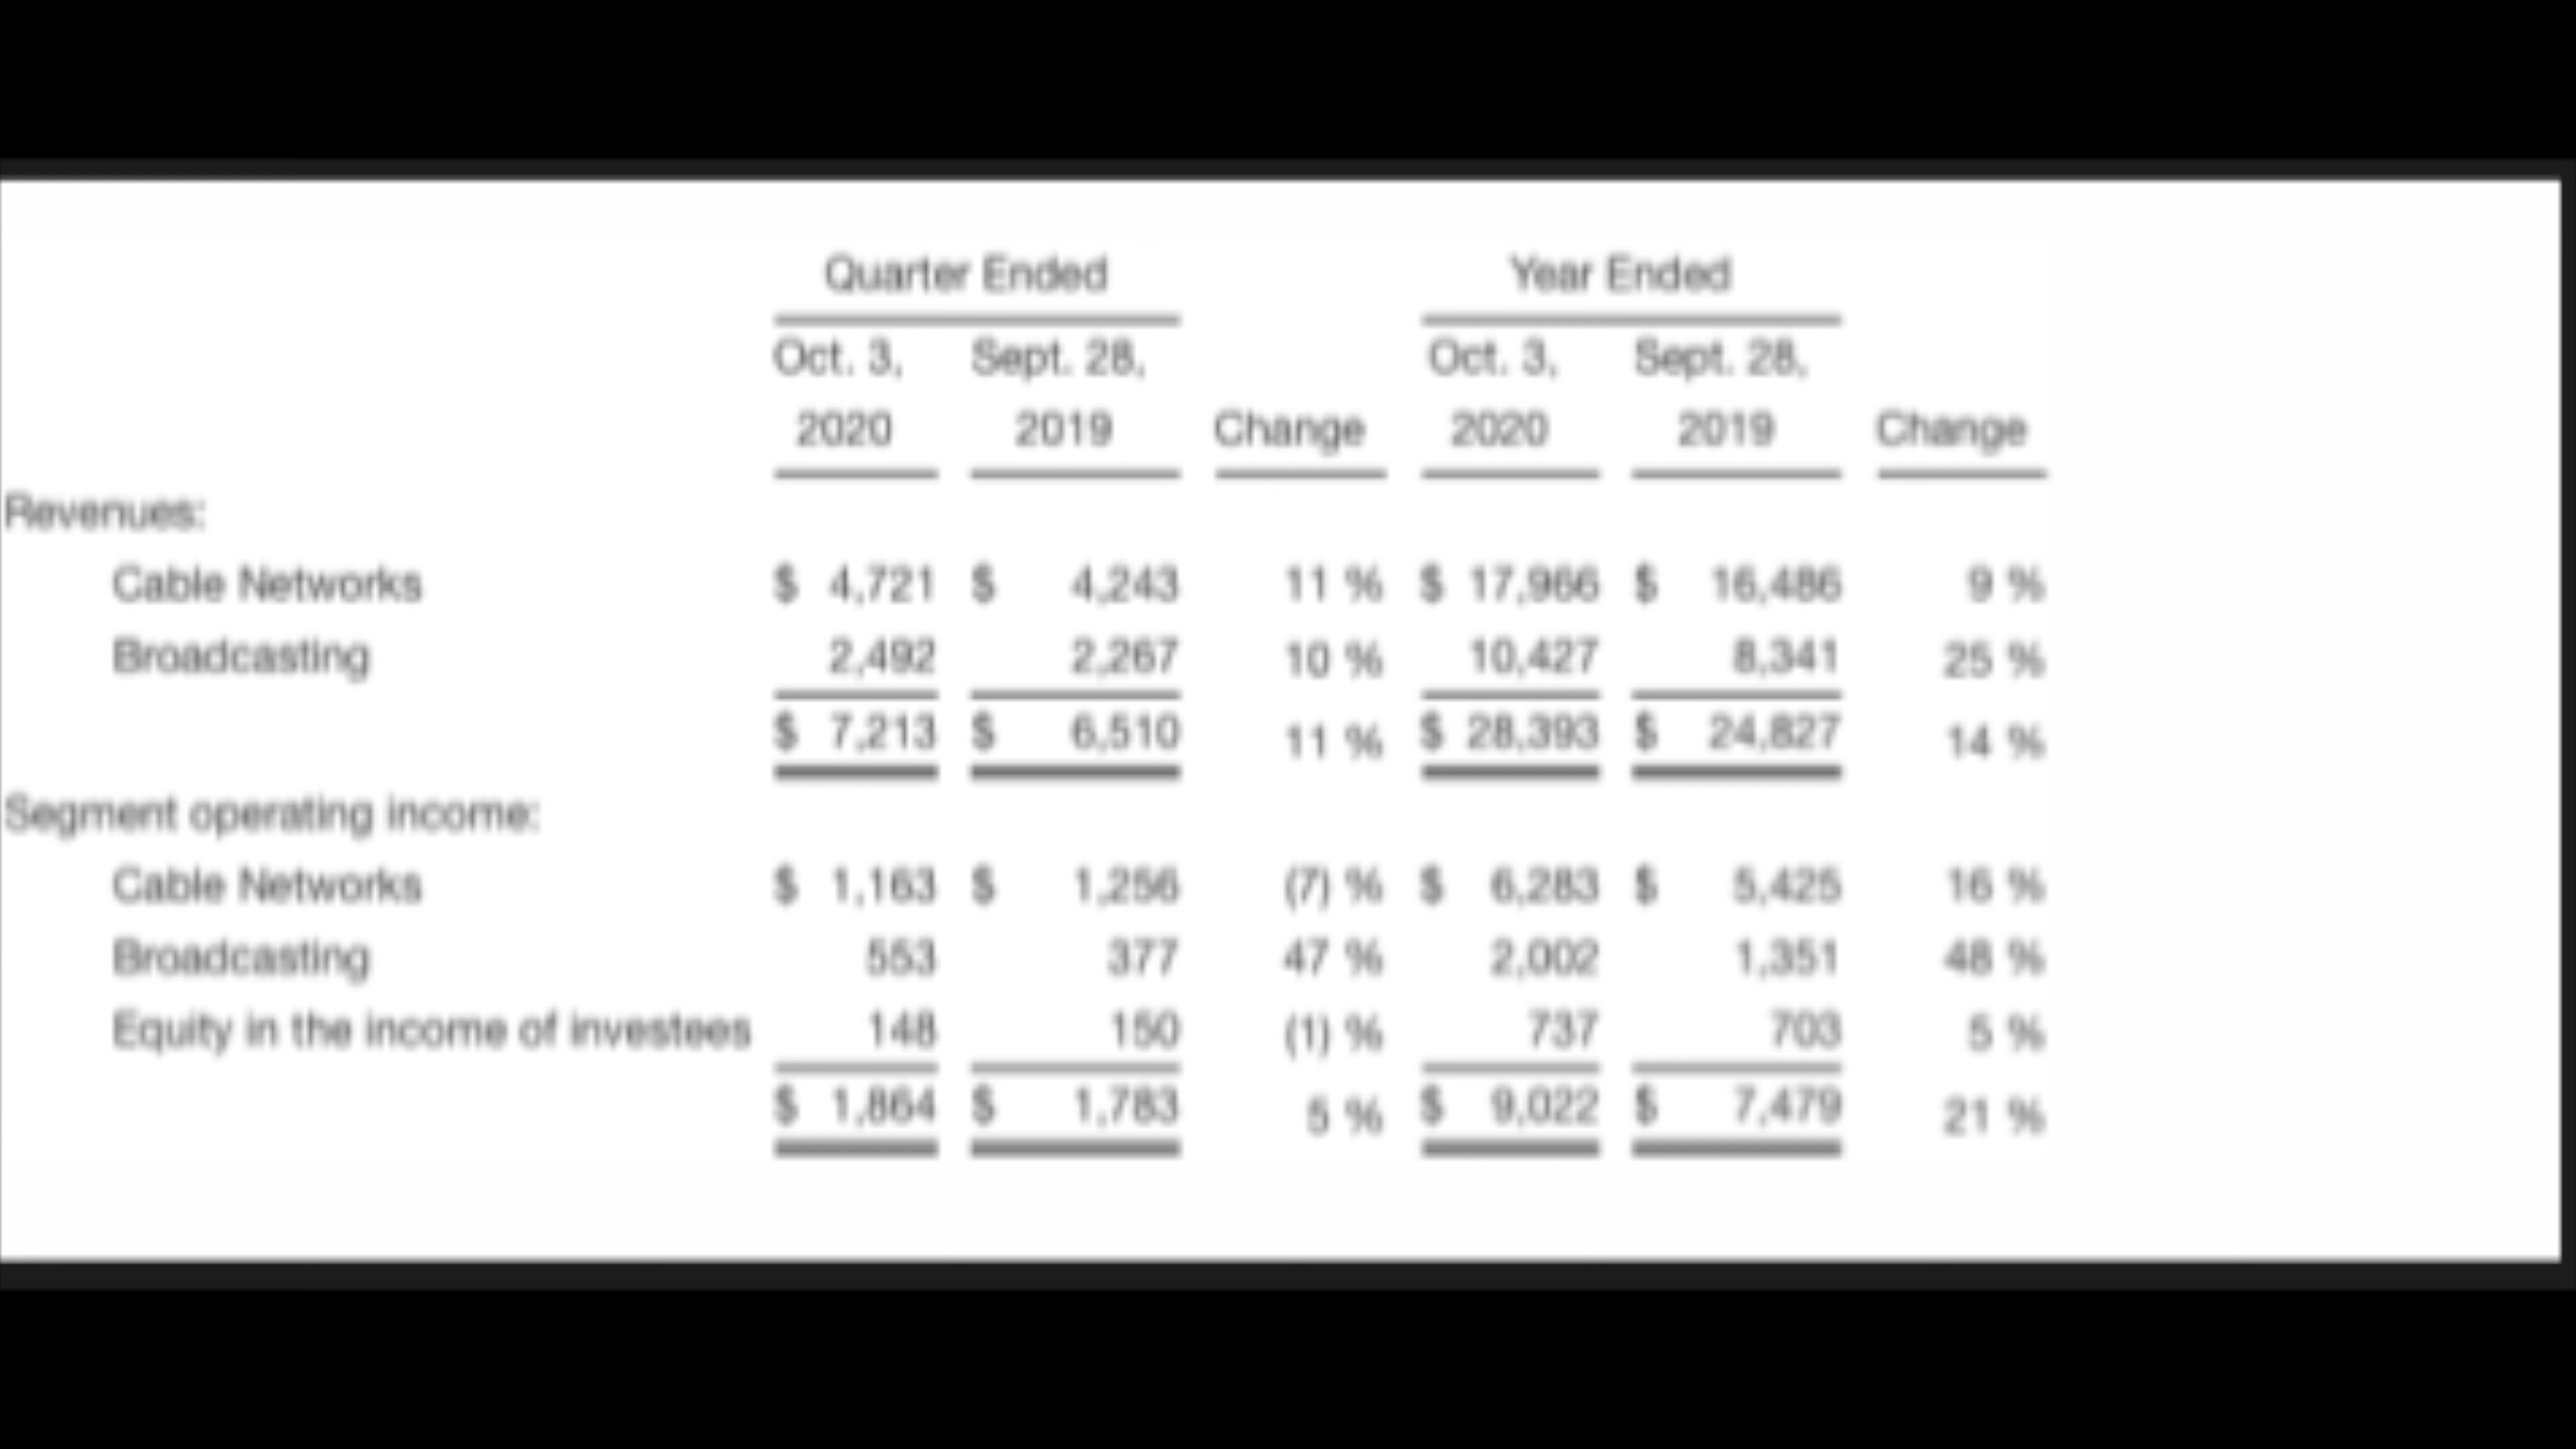 Quarter Ended Year Ended
Oct. 3, Sept. 28, Oct. 3, Sept. 28,
2020 2019 Change 2020 2019 Change
Revenues:
Cable Networks $ 4,721 $ 4,243 11 % $ 17,966 $ 16,486 9 %
Broadcasting 2,492 2,267 10 % 10,427 8,341 25 %
$ 7,213 $ 6,510 11 % $ 28,393 $ 24,827 14 %
Segment operating income:
Cable Networks $ 1,163 $ 1,256 (7) % $ 6,283 $ 5,425 16 %
Broadcasting 553 377 47 % 2,002 1,351 48 %
Equity in the income of investees 148 150 (1) % 737 703 5 %
$ 1,864 $ 1,783 5 % $ 9,022 $ 7,479 21 %